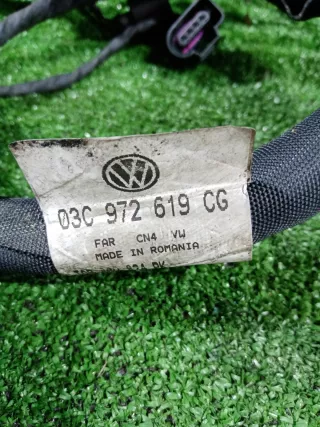 03C 972 619 CG
FAR CN4 VW
MADE IN ROMANIA